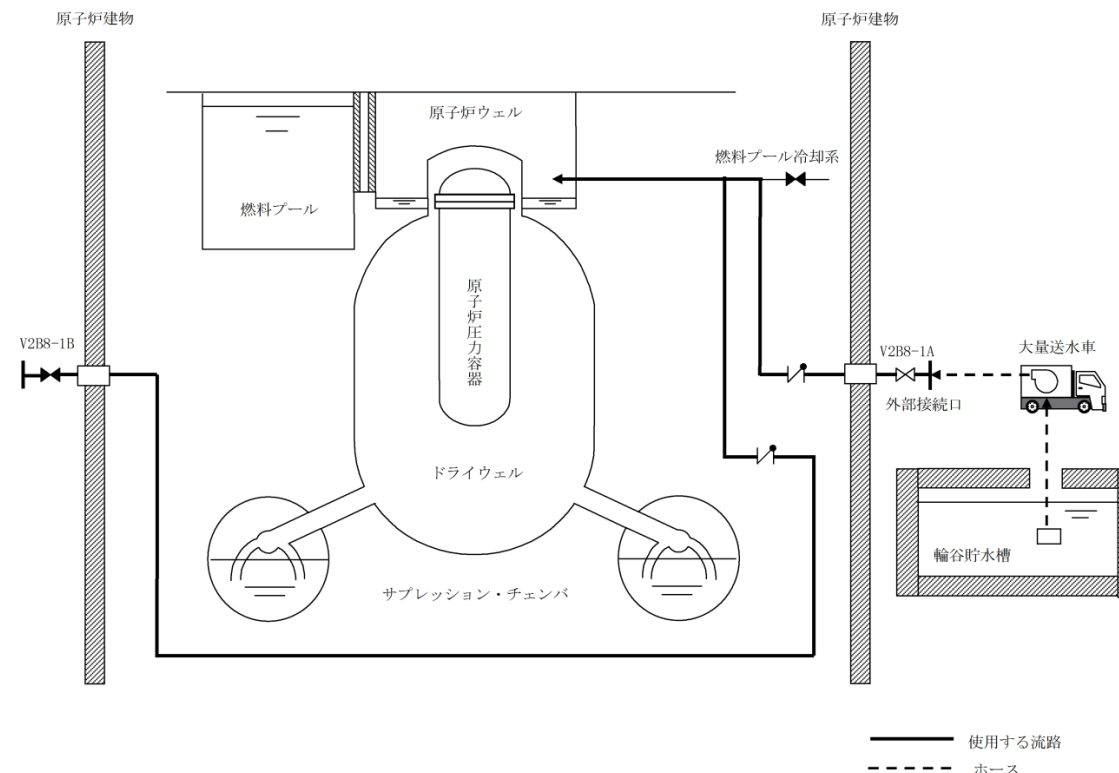 原子炉建物
原子炉建物
原子炉ウェル
燃料プール冷却系
燃料プール
原子炉圧力容器
V2B8-1B
V2B8-1A
大量送水車
外部接続口
ドライウェル
輪谷貯水槽
サプレッション・チェンバ
使用する流路
ホース